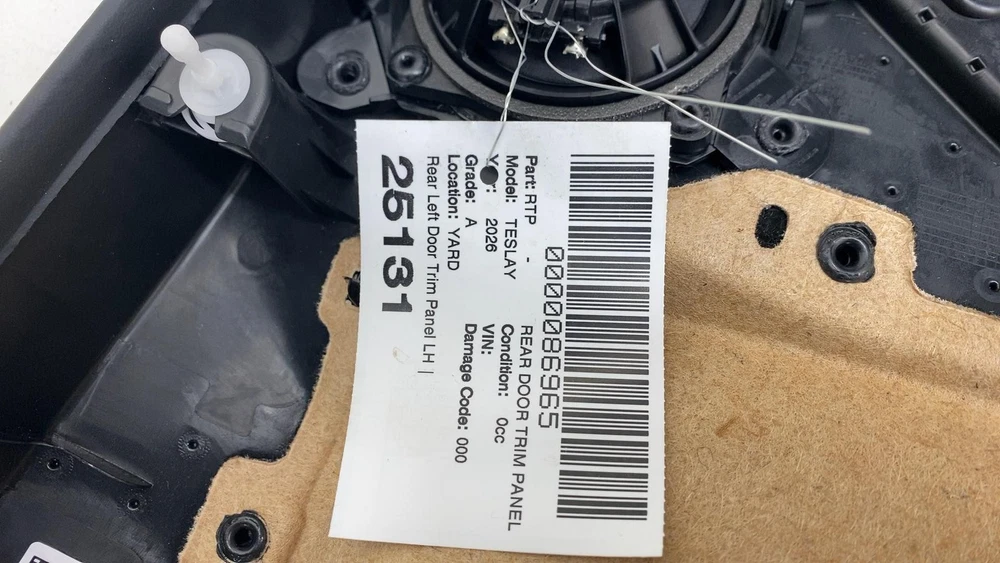 0000086965
Part: RTP - REAR DOOR TRIM PANEL
Model: TESLAY Condition: 0cc
2026 VIN:
Grade: A Damage Code: 000
Location: YARD
Rear Left Door Trim Panel LH |
25131